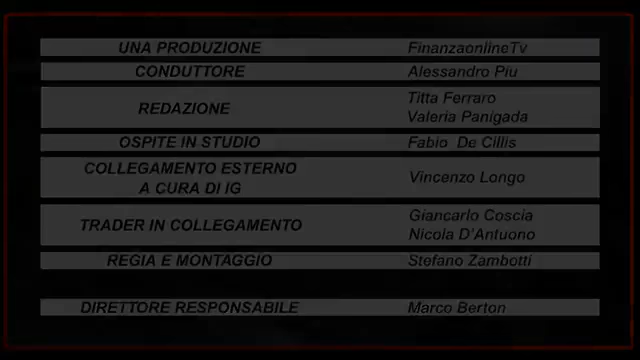 UNA PRODUZIONE FinanzaonlineTv
CONDUTTORE Alessandro Piu
REDAZIONE Titta Ferraro
Valeria Panigada
OSPITE IN STUDIO Fabio De Cillis
COLLEGAMENTO ESTERNO
A CURA DI IG Vincenzo Longo
TRADER IN COLLEGAMENTO Giancarlo Coscia
Nicola D'Antuono
REGIA E MONTAGGIO Stefano Zambotti
DIRETTORE RESPONSABILE Marco Berton